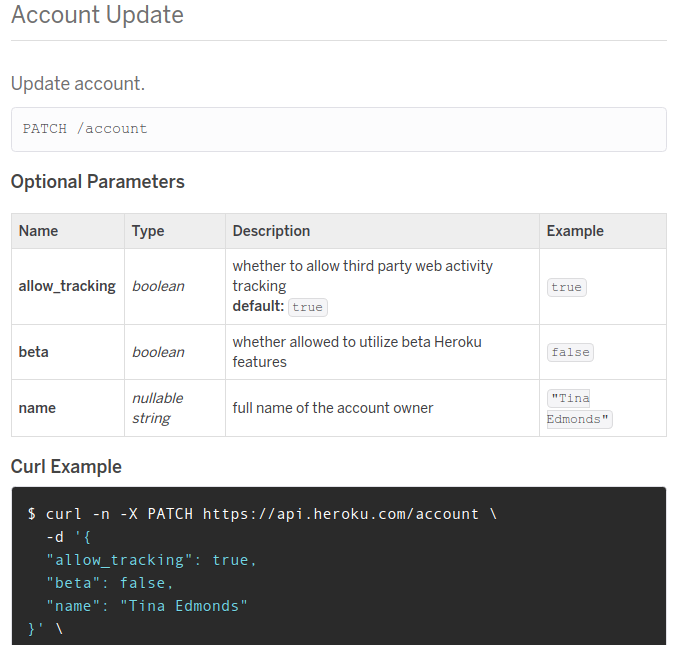 Account Update
Update account.
PATCH /account
Optional Parameters
Name Type Description Example
allow_tracking boolean whether to allow third party web activity
tracking
default: true true
beta boolean whether allowed to utilize beta Heroku
features false
name nullable
string full name of the account owner "Tina
Edmonds"
Curl Example
$ curl -n -X PATCH https://api.heroku.com/account \
-d '{
"allow_tracking": true,
"beta": false,
"name": "Tina Edmonds"
}' \